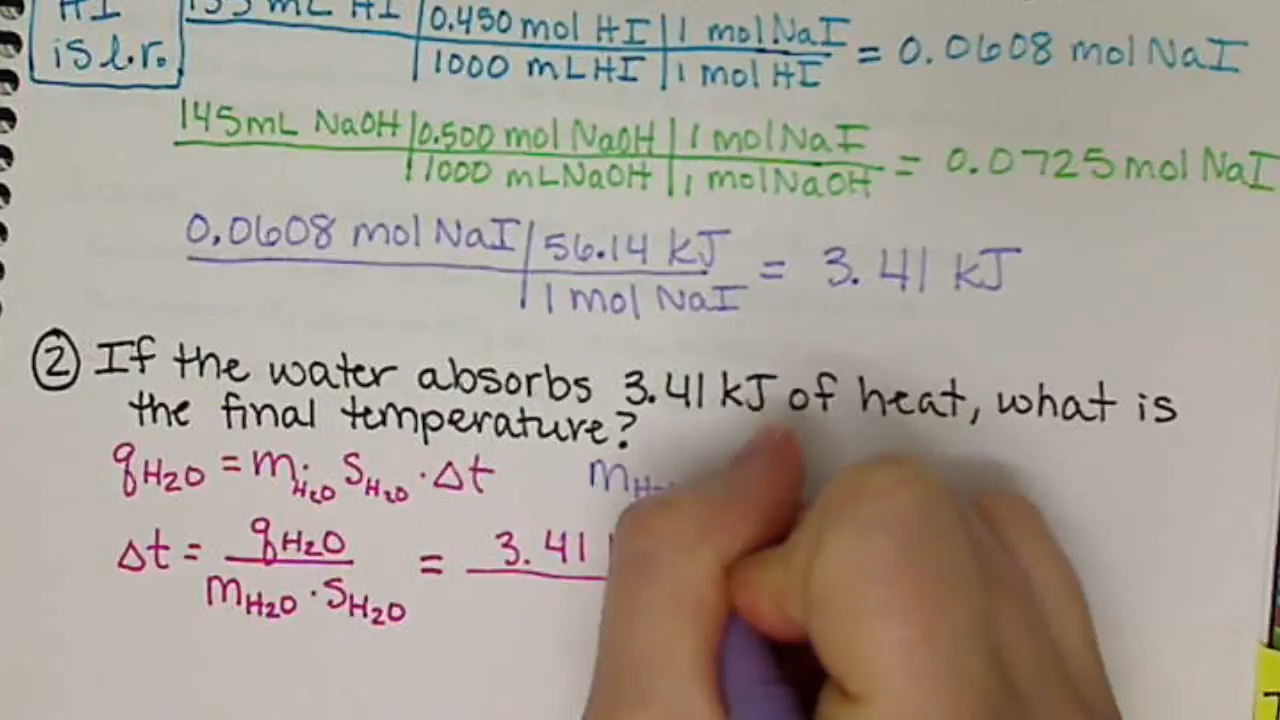 HI 135 mL HI | 0.450 mol HI | 1 mol NaI
is l.r. 1000 mL HI | 1 mol HI = 0.0608 mol NaI
145mL NaOH | 0.500 mol NaOH | 1 mol NaI
1000 mL NaOH | 1 mol NaOH = 0.0725 mol NaI
0.0608 mol NaI | 56.14 kJ
1 mol NaI = 3.41 kJ
② If the water absorbs 3.41 kJ of heat, what is
the final temperature?
qH₂O = mH₂O · SH₂O · Δt m
Δt = qH₂O = 3.41
mH₂O · SH₂O